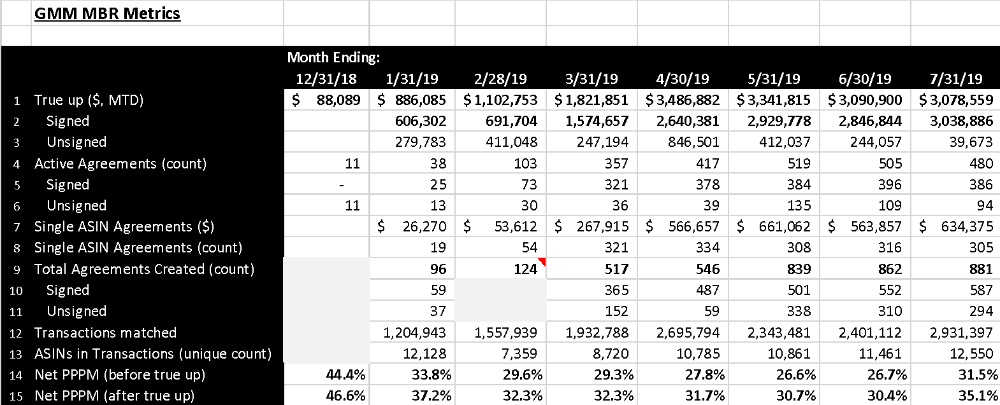 GMM MBR Metrics
Month Ending:
12/31/18 1/31/19 2/28/19 3/31/19 4/30/19 5/31/19 6/30/19 7/31/19
1 True up ($, MTD) $ 88,089 $ 886,085 $ 1,102,753 $ 1,821,851 $ 3,486,882 $ 3,341,815 $ 3,090,900 $ 3,078,559
2 Signed 606,302 691,704 1,574,657 2,640,381 2,929,778 2,846,844 3,038,886
3 Unsigned 279,783 411,048 247,194 846,501 412,037 244,057 39,673
4 Active Agreements (count) 11 38 103 357 417 519 505 480
5 Signed - 25 73 321 378 384 396 386
6 Unsigned 11 13 30 36 39 135 109 94
7 Single ASIN Agreements ($) $ 26,270 $ 53,612 $ 267,915 $ 566,657 $ 661,062 $ 563,857 $ 634,375
8 Single ASIN Agreements (count) 19 54 321 334 308 316 305
9 Total Agreements Created (count) 96 124 517 546 839 862 881
10 Signed 59 365 487 501 552 587
11 Unsigned 37 152 59 338 310 294
12 Transactions matched 1,204,943 1,557,939 1,932,788 2,695,794 2,343,481 2,401,112 2,931,397
13 ASINs in Transactions (unique count) 12,128 7,359 8,720 10,785 10,861 11,461 12,550
14 Net PPPM (before true up) 44.4% 33.8% 29.6% 29.3% 27.8% 26.6% 26.7% 31.5%
15 Net PPPM (after true up) 46.6% 37.2% 32.3% 32.3% 31.7% 30.7% 30.4% 35.1%